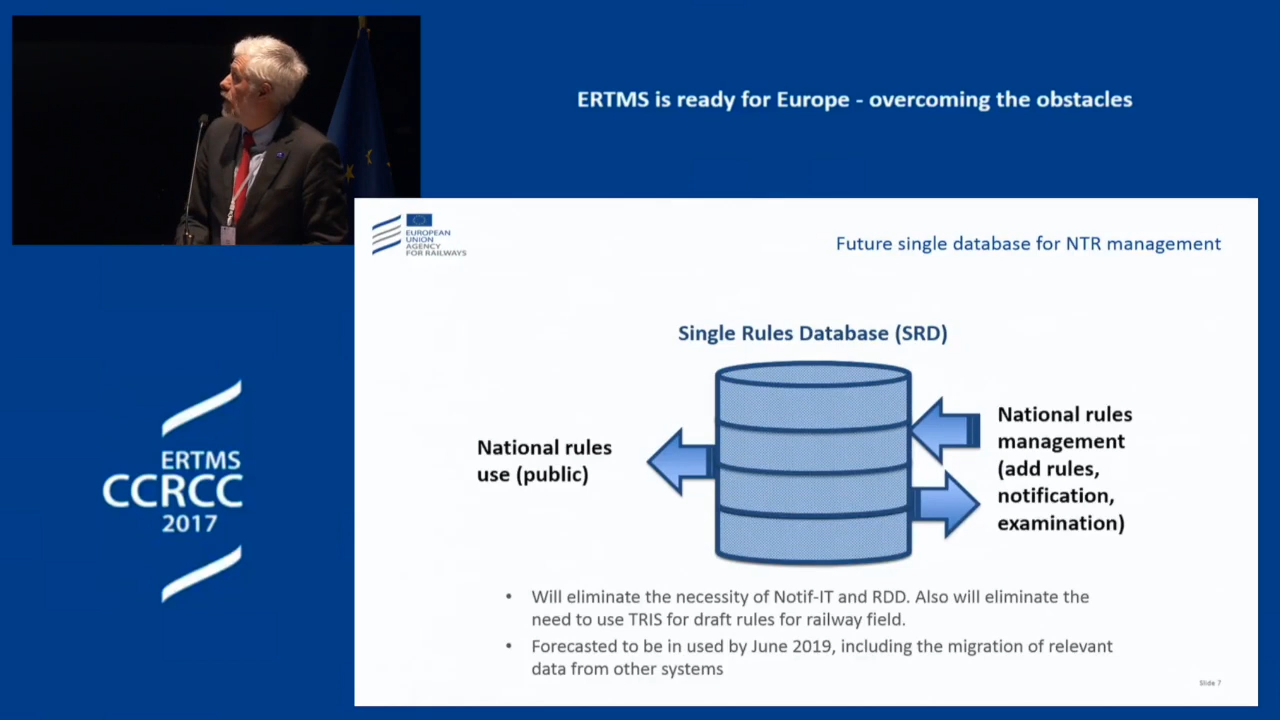 ERTMS is ready for Europe - overcoming the obstacles
EUROPEAN
UNION
AGENCY
FOR RAILWAYS
Future single database for NTR management
Single Rules Database (SRD)
National rules
use (public)
National rules
management
(add rules,
notification,
examination)
ERTMS
CCRCC
2017
• Will eliminate the necessity of Notif-IT and RDD. Also will eliminate the
need to use TRIS for draft rules for railway field.
• Forecasted to be in used by June 2019, including the migration of relevant
data from other systems
Slide 7